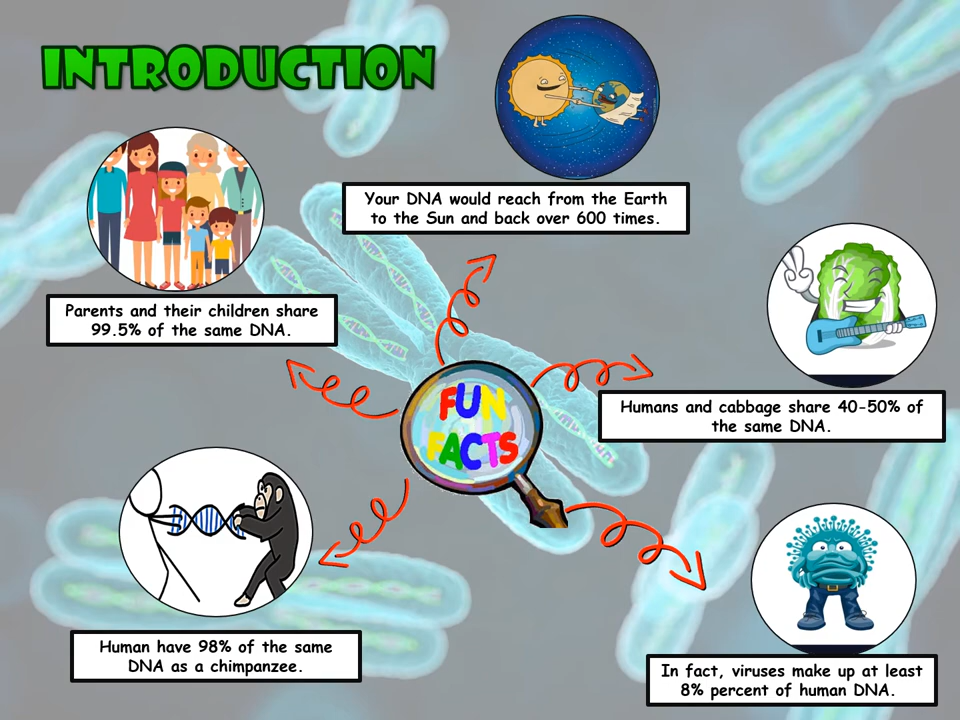 INTRODUCTION
Your DNA would reach from the Earth
to the Sun and back over 600 times.
Parents and their children share
99.5% of the same DNA.
FUN
FACTS
Humans and cabbage share 40-50% of
the same DNA.
Human have 98% of the same
DNA as a chimpanzee.
In fact, viruses make up at least
8% percent of human DNA.